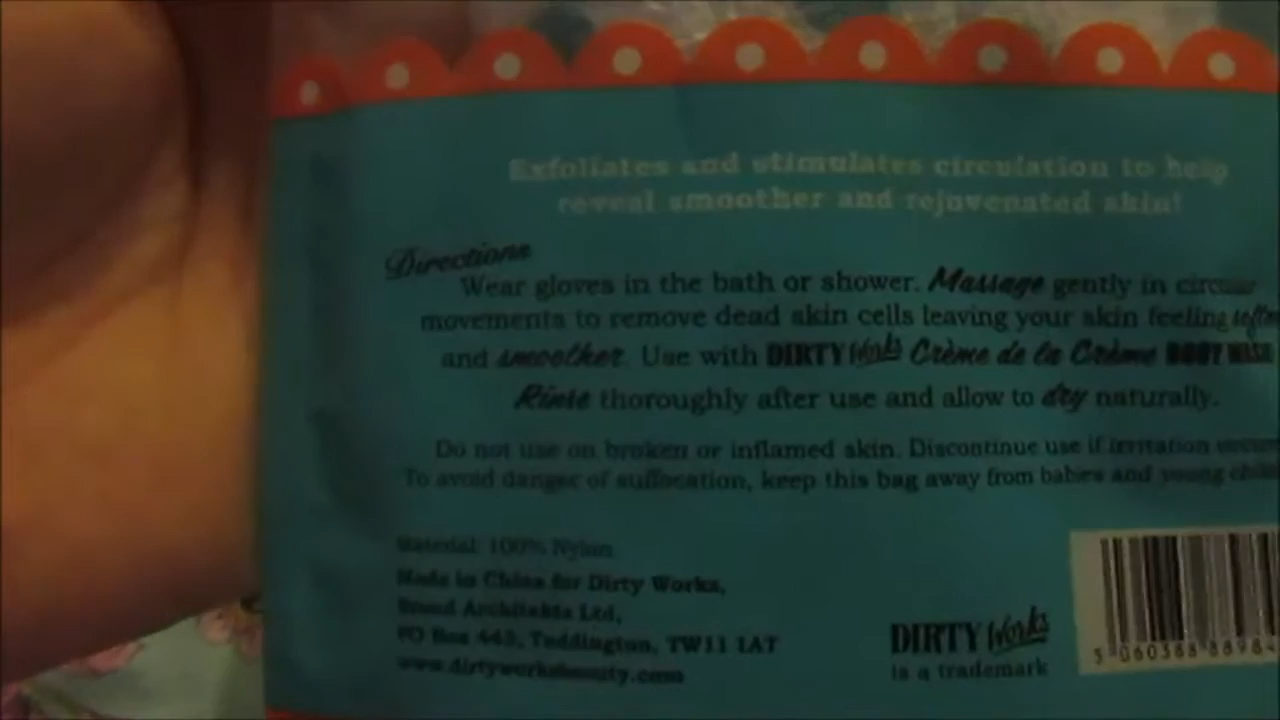 Exfoliates and stimulates circulation to help
reveal smoother and rejuvenated skin!
Directions
Wear gloves in the bath or shower. Massage gently in circular
movements to remove dead skin cells leaving your skin feeling
and smoother. Use with DIRTY Works Crème de la Crème BODY WASH
Rinse thoroughly after use and allow to dry naturally.
Do not use on broken or inflamed skin. Discontinue use if irritation
To avoid danger of suffocation, keep this bag away from babies and young
Material: 100% Nylon
Made in China for Dirty Works,
Brand Architekts Ltd,
PO Box 443, Teddington, TW11 1AT
www.dirtyworksbeauty.com
DIRTY Works
is a trademark